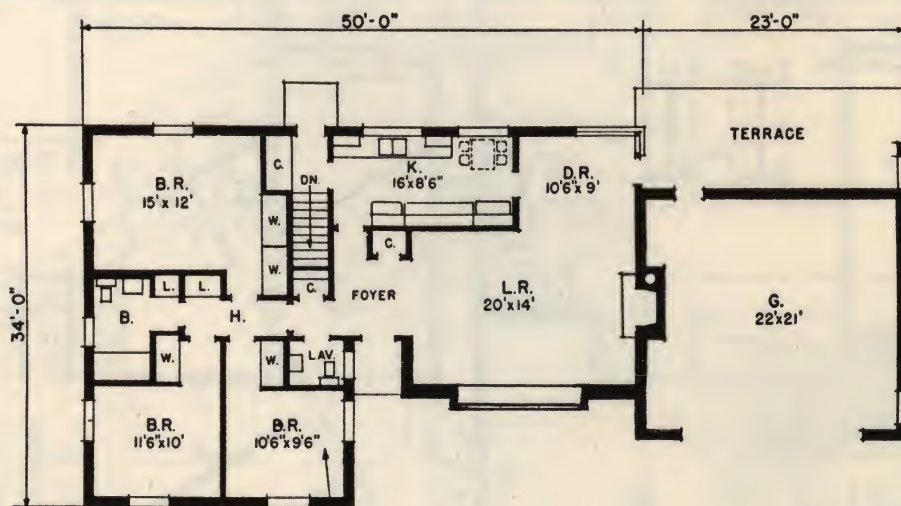 50'-0"
23'-0"
34'-0"
TERRACE
B.R.
15' x 12'
C.
DN.
K.
16'x8'6"
D.R.
10'6"x 9'
W.
W.
C.
L.
L.
C.
B.
H.
FOYER
L.R.
20'x14'
G.
22'x21'
W.
W.
LAV.
B.R.
11'6"x10'
B.R.
10'6"x9'6"